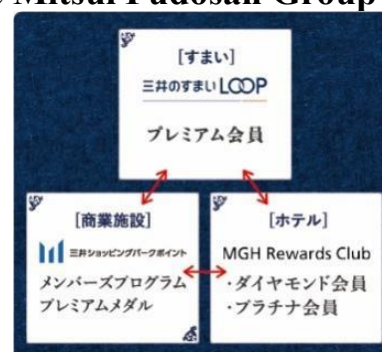 Mitsui Fudosan Group
[すまい]
三井のすまい LOOP
プレミアム会員
[商業施設]
三井ショッピングパークポイント
メンバーズプログラム
プレミアムメダル
[ホテル]
MGH Rewards Club
・ダイヤモンド会員
・プラチナ会員